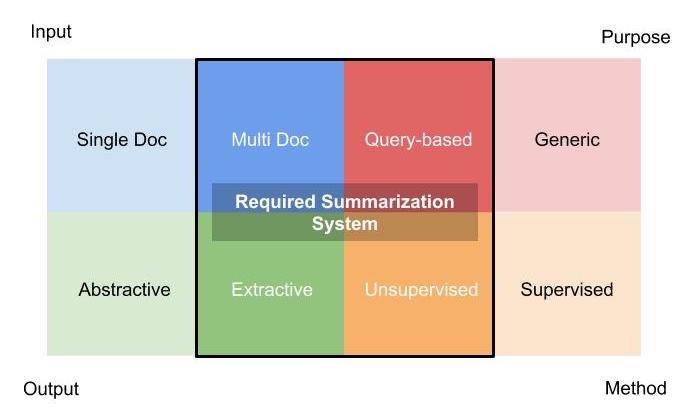 Input
Purpose
Single Doc
Multi Doc
Query-based
Generic
Required Summarization
System
Abstractive
Extractive
Unsupervised
Supervised
Output
Method